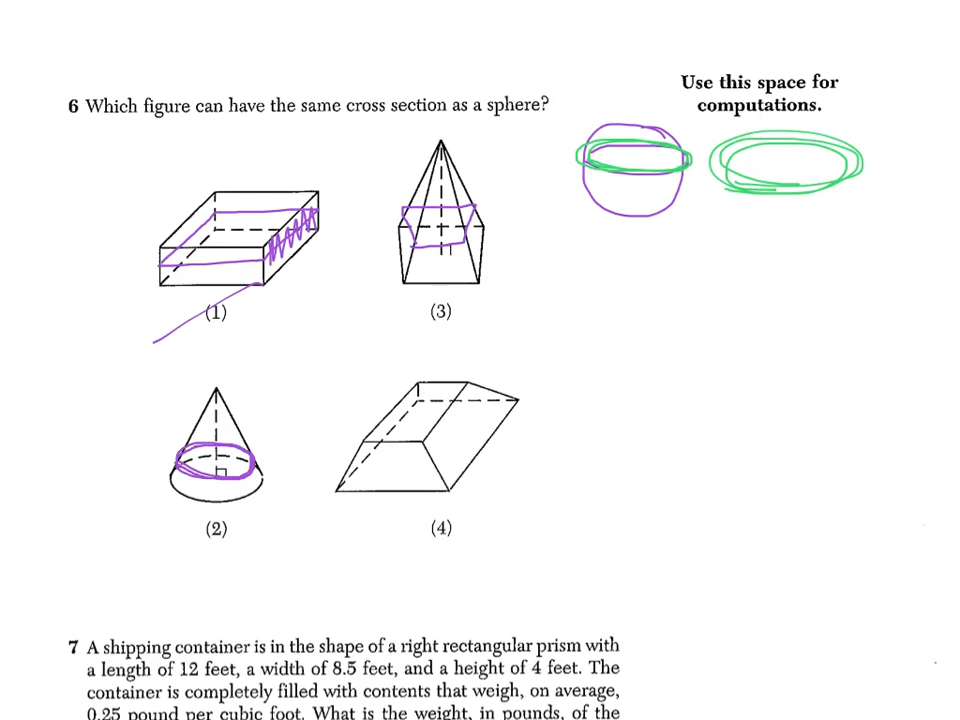 Use this space for
computations.
6 Which figure can have the same cross section as a sphere?
(1)
(3)
(2)
(4)
7 A shipping container is in the shape of a right rectangular prism with
a length of 12 feet, a width of 8.5 feet, and a height of 4 feet. The
container is completely filled with contents that weigh, on average,
0.25 pound per cubic foot. What is the weight, in pounds, of the